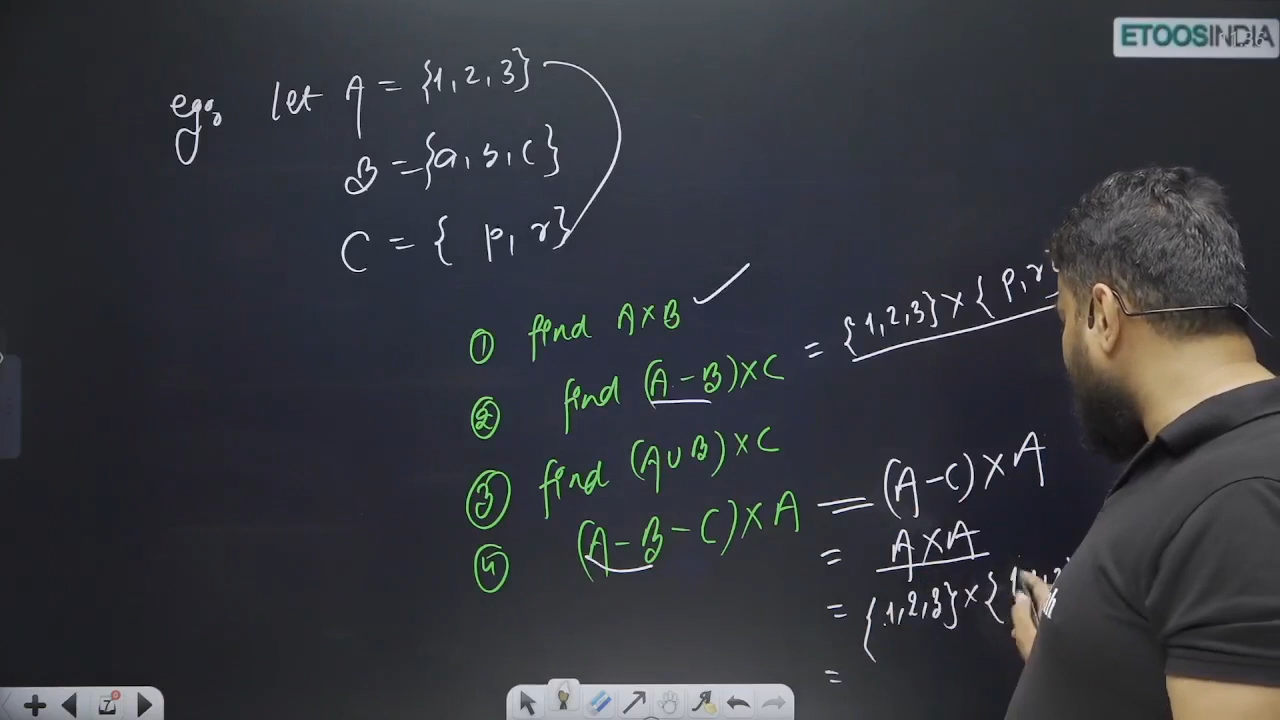 ETOOSINDIA
eg: let A = {1, 2, 3}
B = {a, b, c}
C = { p, r}
① find A×B ✓
② find (A-B)×C = {1,2,3}×{p,r
③ find (A∪B)×C
④ (A-B-C)×A = (A-C)×A
= A×A
= {1,2,3}×{
=